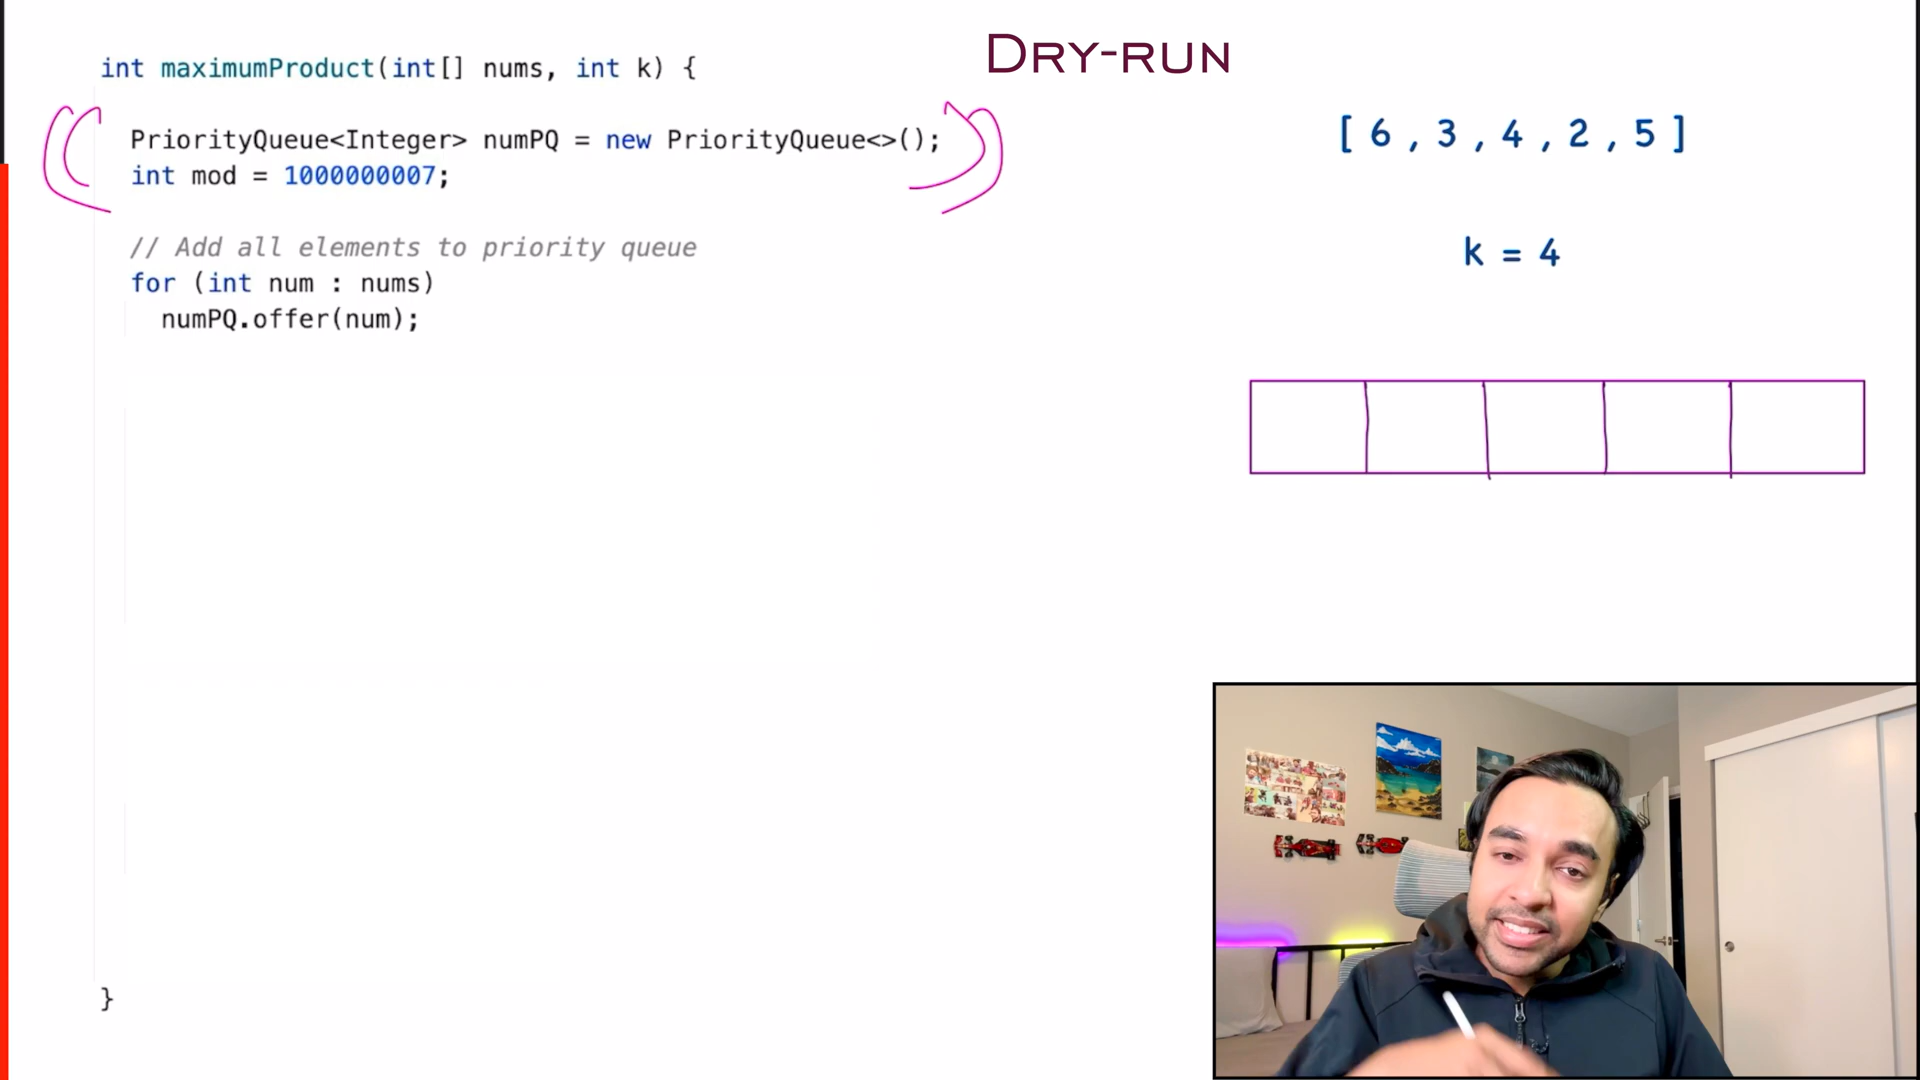 DRY-RUN
int maximumProduct(int[] nums, int k) {
PriorityQueue<Integer> numPQ = new PriorityQueue<>();
int mod = 1000000007;
// Add all elements to priority queue
for (int num : nums)
numPQ.offer(num);
}
[ 6 , 3 , 4 , 2 , 5 ]
k = 4